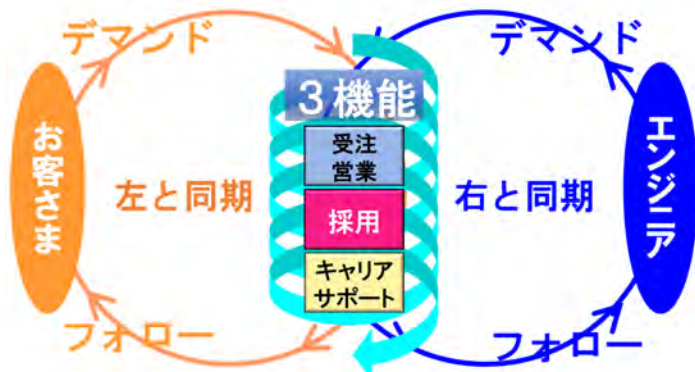 デマンド
デマンド
3機能
お客さま
エンジニア
受注
営業
左と同期
採用
右と同期
キャリア
サポート
フォロー
フォロー